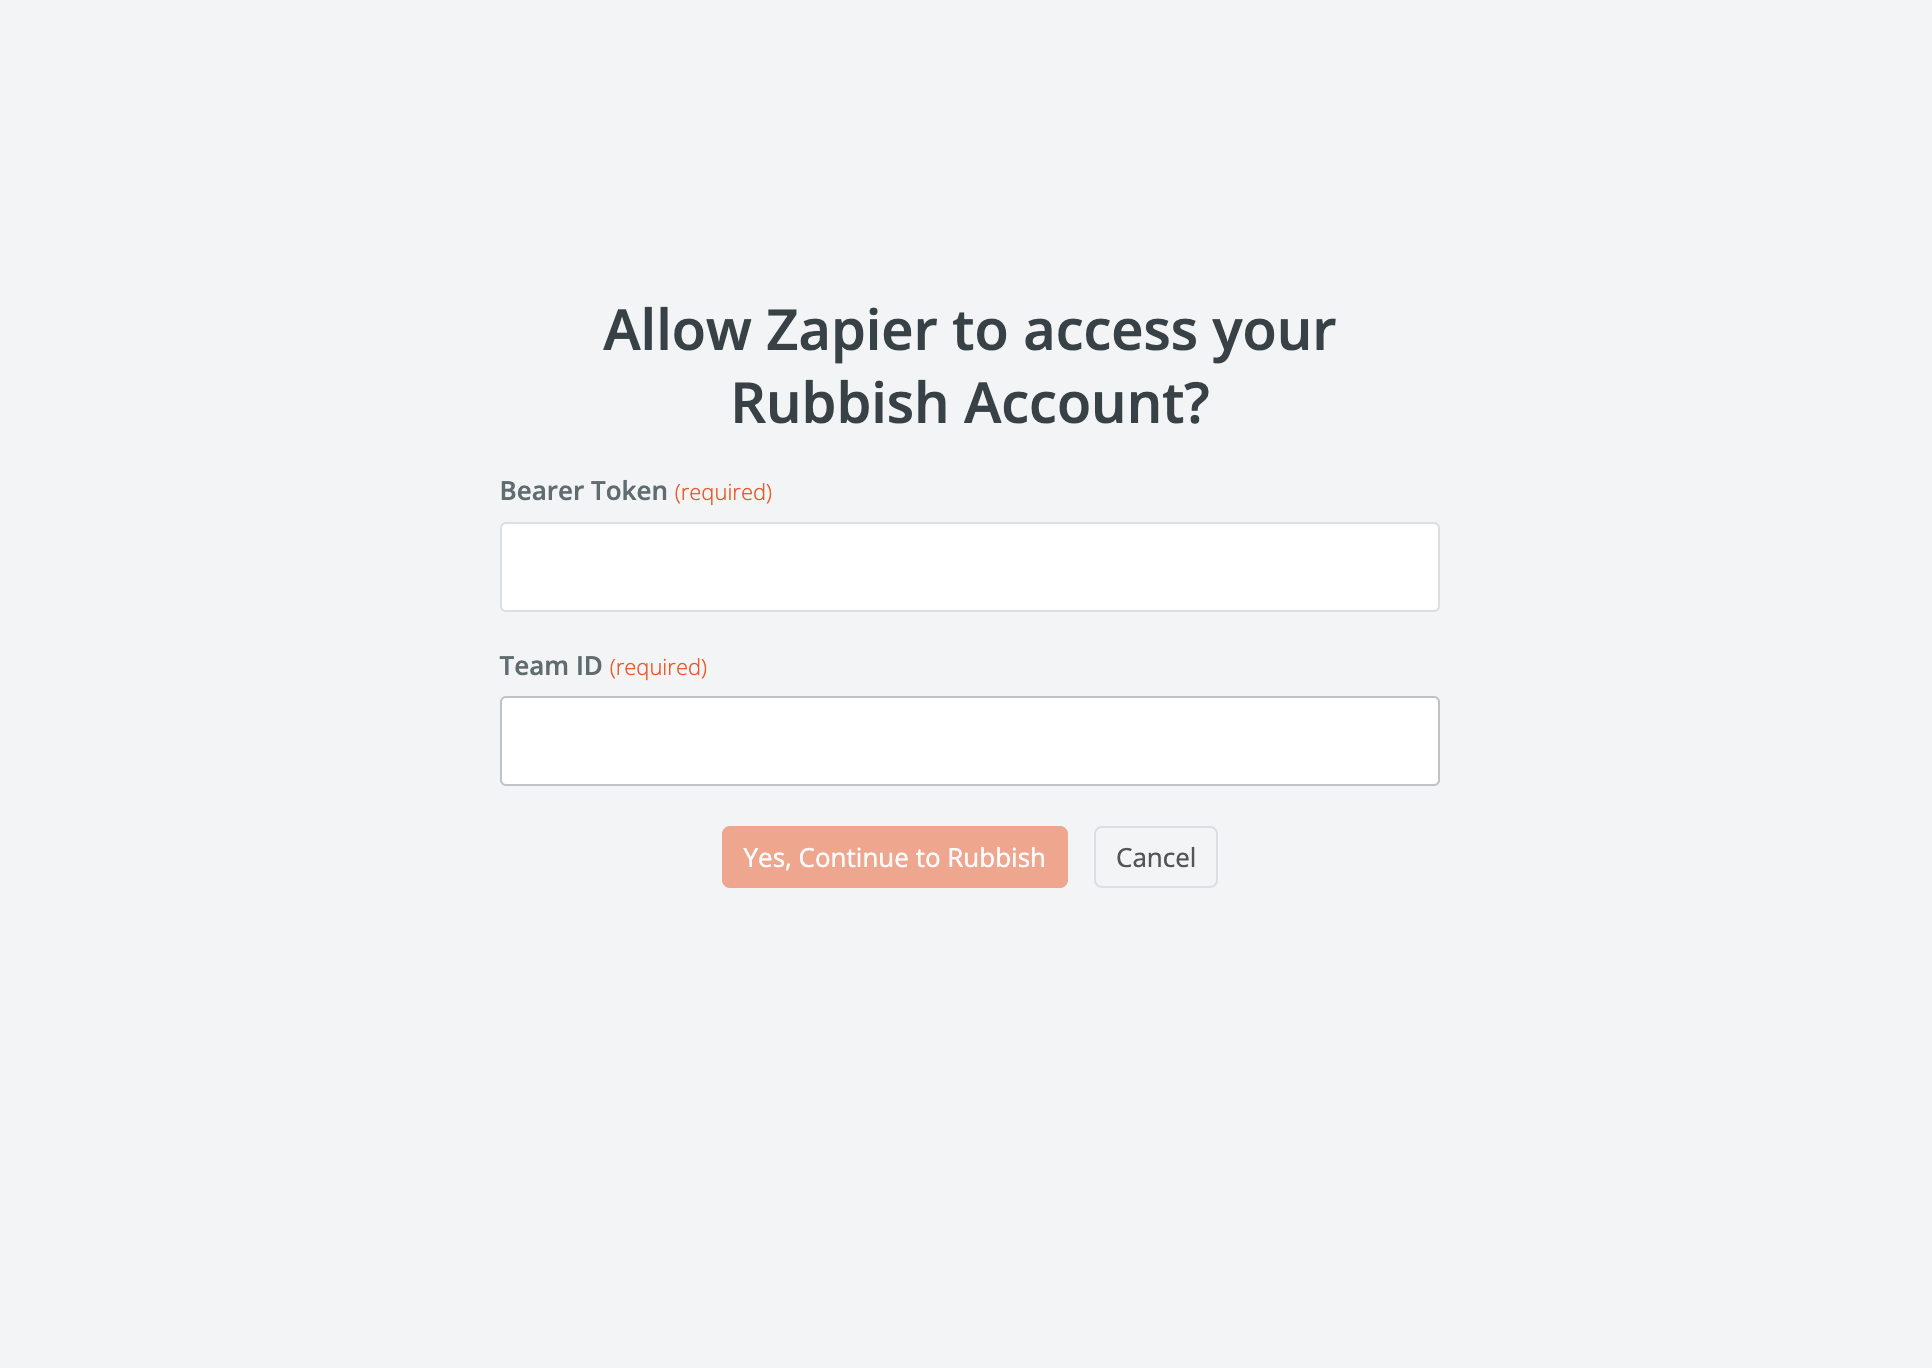 Allow Zapier to access your
Rubbish Account?
Bearer Token (required)
Team ID (required)
Yes, Continue to Rubbish
Cancel